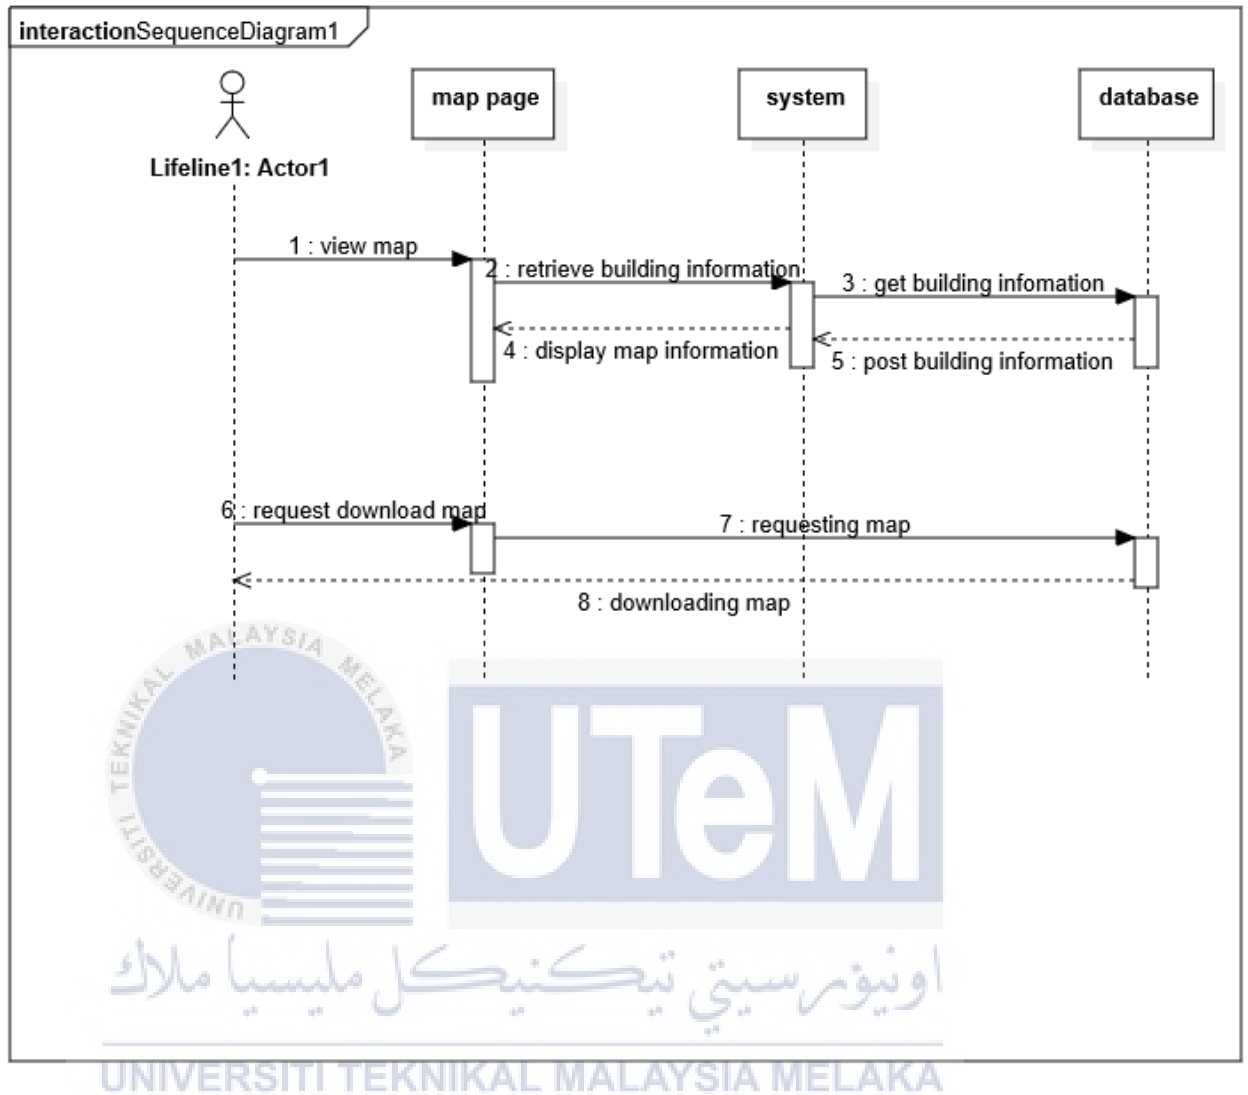 interactionSequenceDiagram1
map page
system
database
Lifeline1: Actor1
1 : view map
2 : retrieve building information
3 : get building infomation
4 : display map information
5 : post building information
6 : request download map
7 : requesting map
8 : downloading map
UNIVERSITI TEKNIKAL MALAYSIA MELAKA
UTeM
اونيۏرسيتي تيكنيكل مليسيا ملاك
UNIVERSITI TEKNIKAL MALAYSIA MELAKA